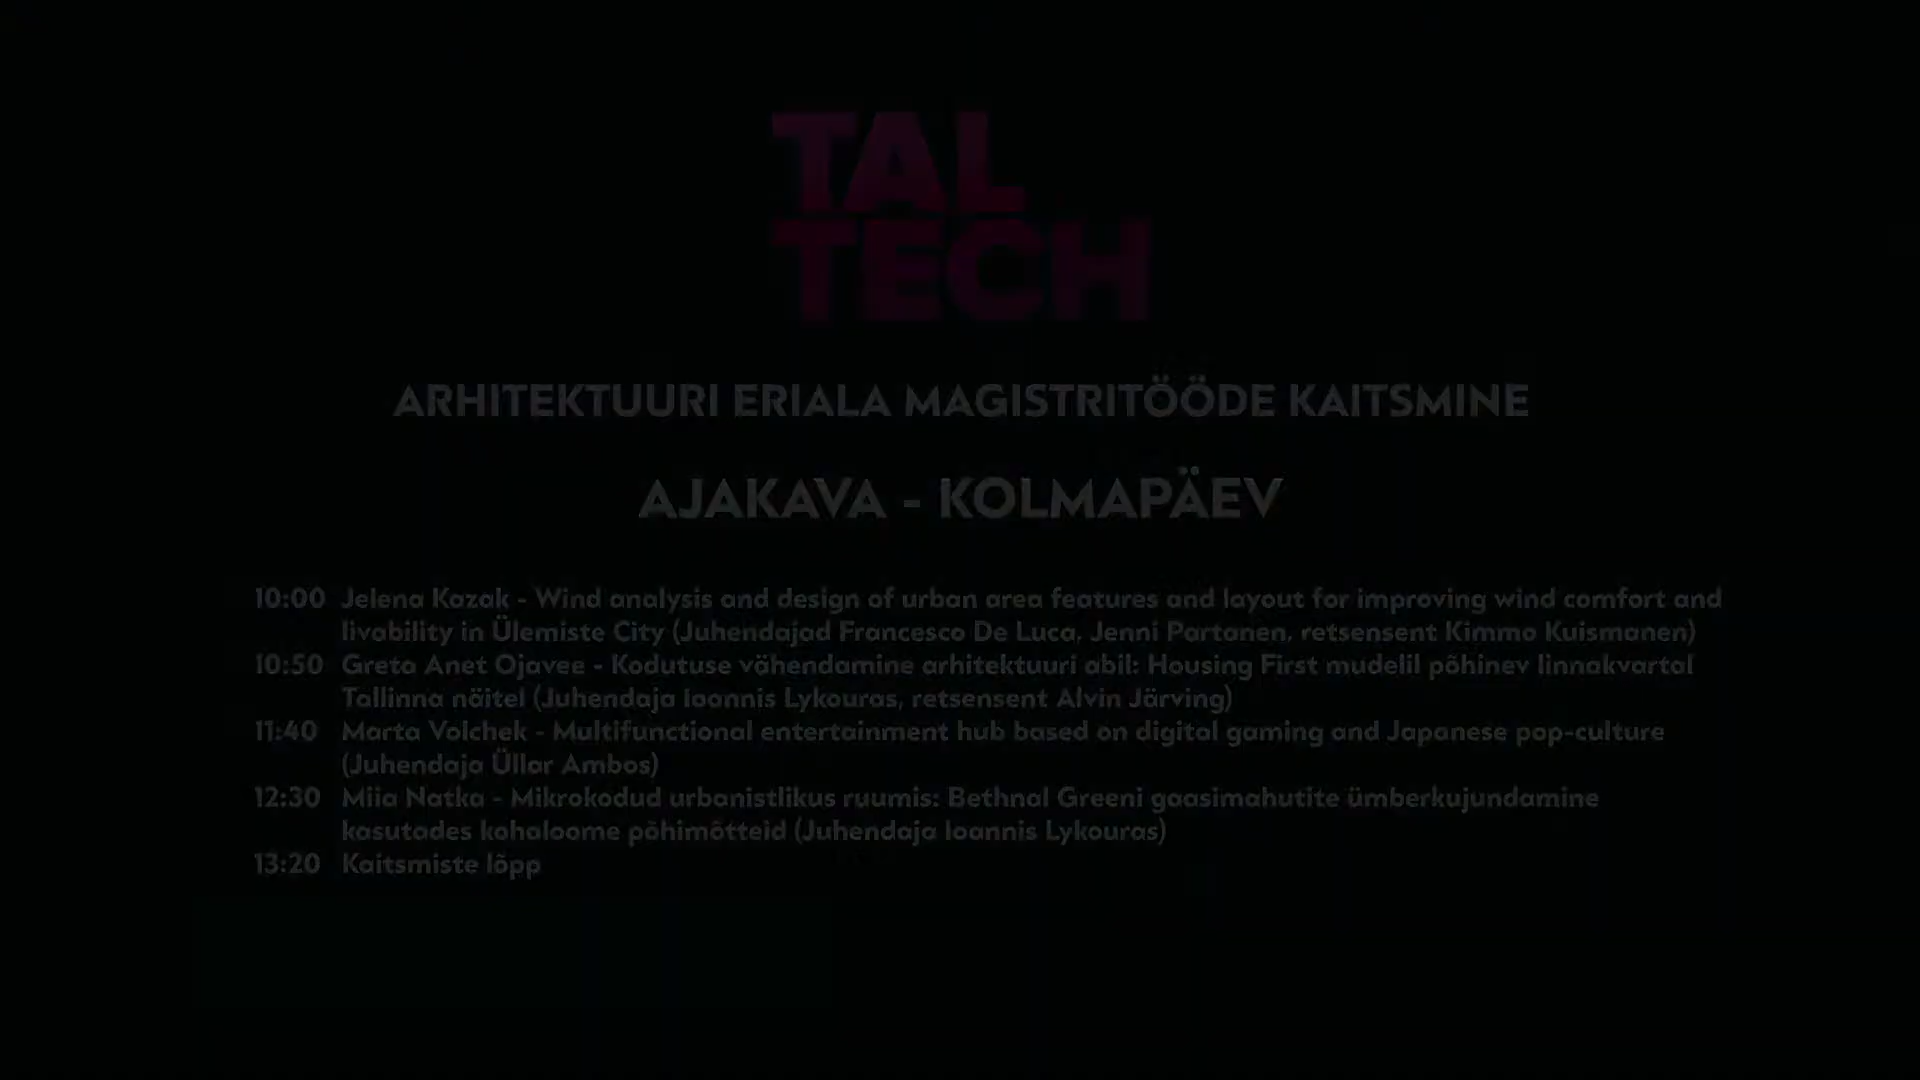 TAL
TECH
ARHITEKTUURI ERIALA MAGISTRITÖÖDE KAITSMINE
AJAKAVA - KOLMAPÄEV
10:00 Jelena Kazak - Wind analysis and design of urban area features and layout for improving wind comfort and
livability in Ülemiste City (Juhendajad Francesco De Luca, Jenni Partanen, retsensent Kimmo Kuismanen)
10:50 Greta Anet Ojavee - Kodutuse vähendamine arhitektuuri abil: Housing First mudelil põhinev linnakvartal
Tallinna näitel (Juhendaja Ioannis Lykouras, retsensent Alvin Järving)
11:40 Marta Volchek - Multifunctional entertainment hub based on digital gaming and Japanese pop-culture
(Juhendaja Üllar Ambos)
12:30 Miia Natka - Mikrokodud urbanistlikus ruumis: Bethnal Greeni gaasimahutite ümberkujundamine
kasutades kohaloome põhimõtteid (Juhendaja Ioannis Lykouras)
13:20 Kaitsmiste lõpp